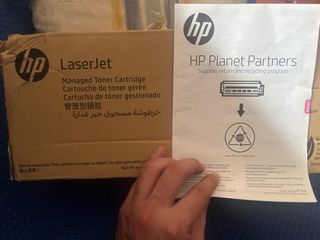 hp
LaserJet
Managed Toner Cartridge
Cartouche de toner gérée
Cartucho de tóner gestionado
管理型硒鼓
خرطوشة مسحوق حبر مُدارة
hp
HP Planet Partners
Supplies return and recycling program